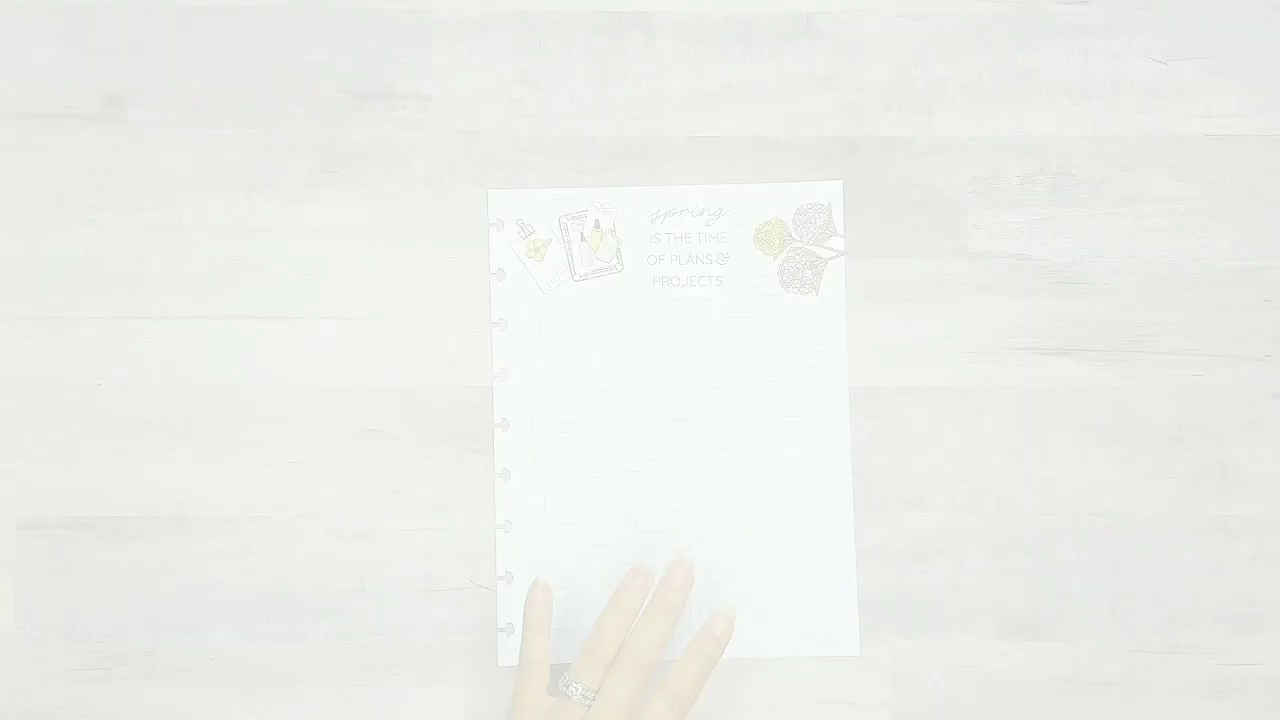 spring
IS THE TIME
OF PLANS &
PROJECTS.